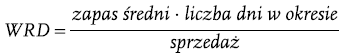 WRD = zapas średni · liczba dni w okresie
sprzedaż